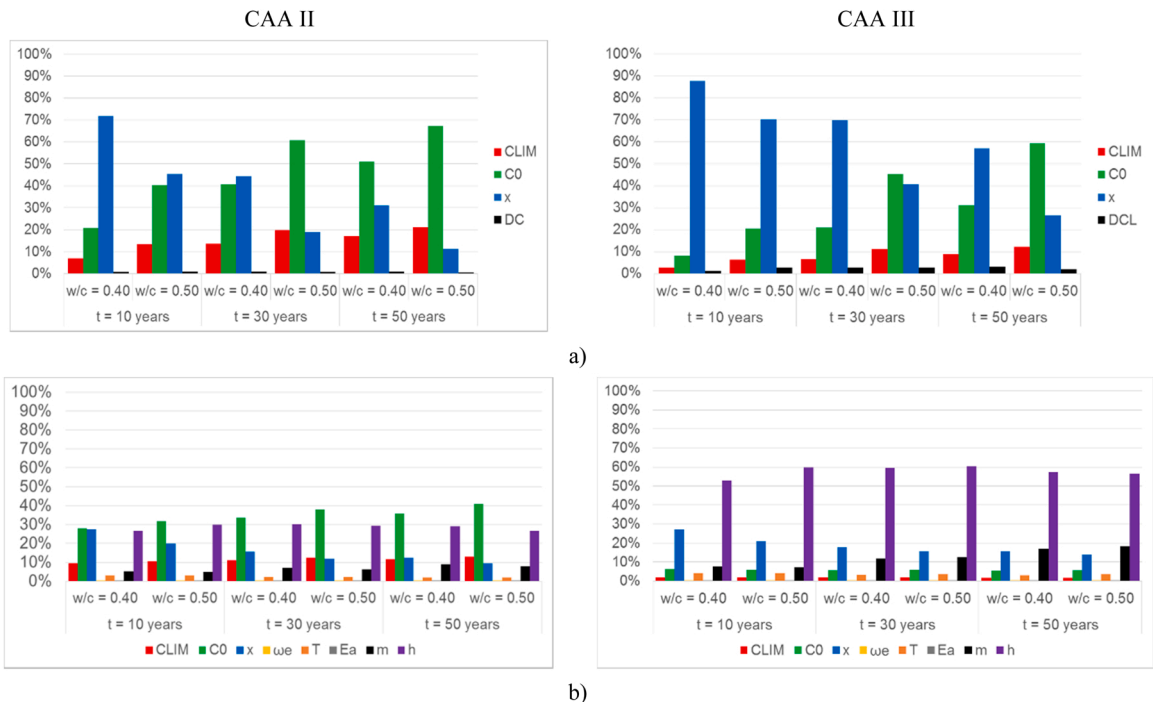 CAA II
CAA III
100%
90%
80%
70%
60%
50%
40%
30%
20%
10%
0%
w/c = 0.40 w/c = 0.50 w/c = 0.40 w/c = 0.50 w/c = 0.40 w/c = 0.50
t = 10 years t = 30 years t = 50 years
CLIM
C0
x
DC
100%
90%
80%
70%
60%
50%
40%
30%
20%
10%
0%
w/c = 0.40 w/c = 0.50 w/c = 0.40 w/c = 0.50 w/c = 0.40 w/c = 0.50
t = 10 years t = 30 years t = 50 years
CLIM
C0
x
DCL
a)
100%
90%
80%
70%
60%
50%
40%
30%
20%
10%
0%
w/c = 0.40 w/c = 0.50 w/c = 0.40 w/c = 0.50 w/c = 0.40 w/c = 0.50
t = 10 years t = 30 years t = 50 years
CLIM C0 x ωe T Ea m h
100%
90%
80%
70%
60%
50%
40%
30%
20%
10%
0%
w/c = 0.40 w/c = 0.50 w/c = 0.40 w/c = 0.50 w/c = 0.40 w/c = 0.50
t = 10 years t = 30 years t = 50 years
CLIM C0 x ωe T Ea m h
b)